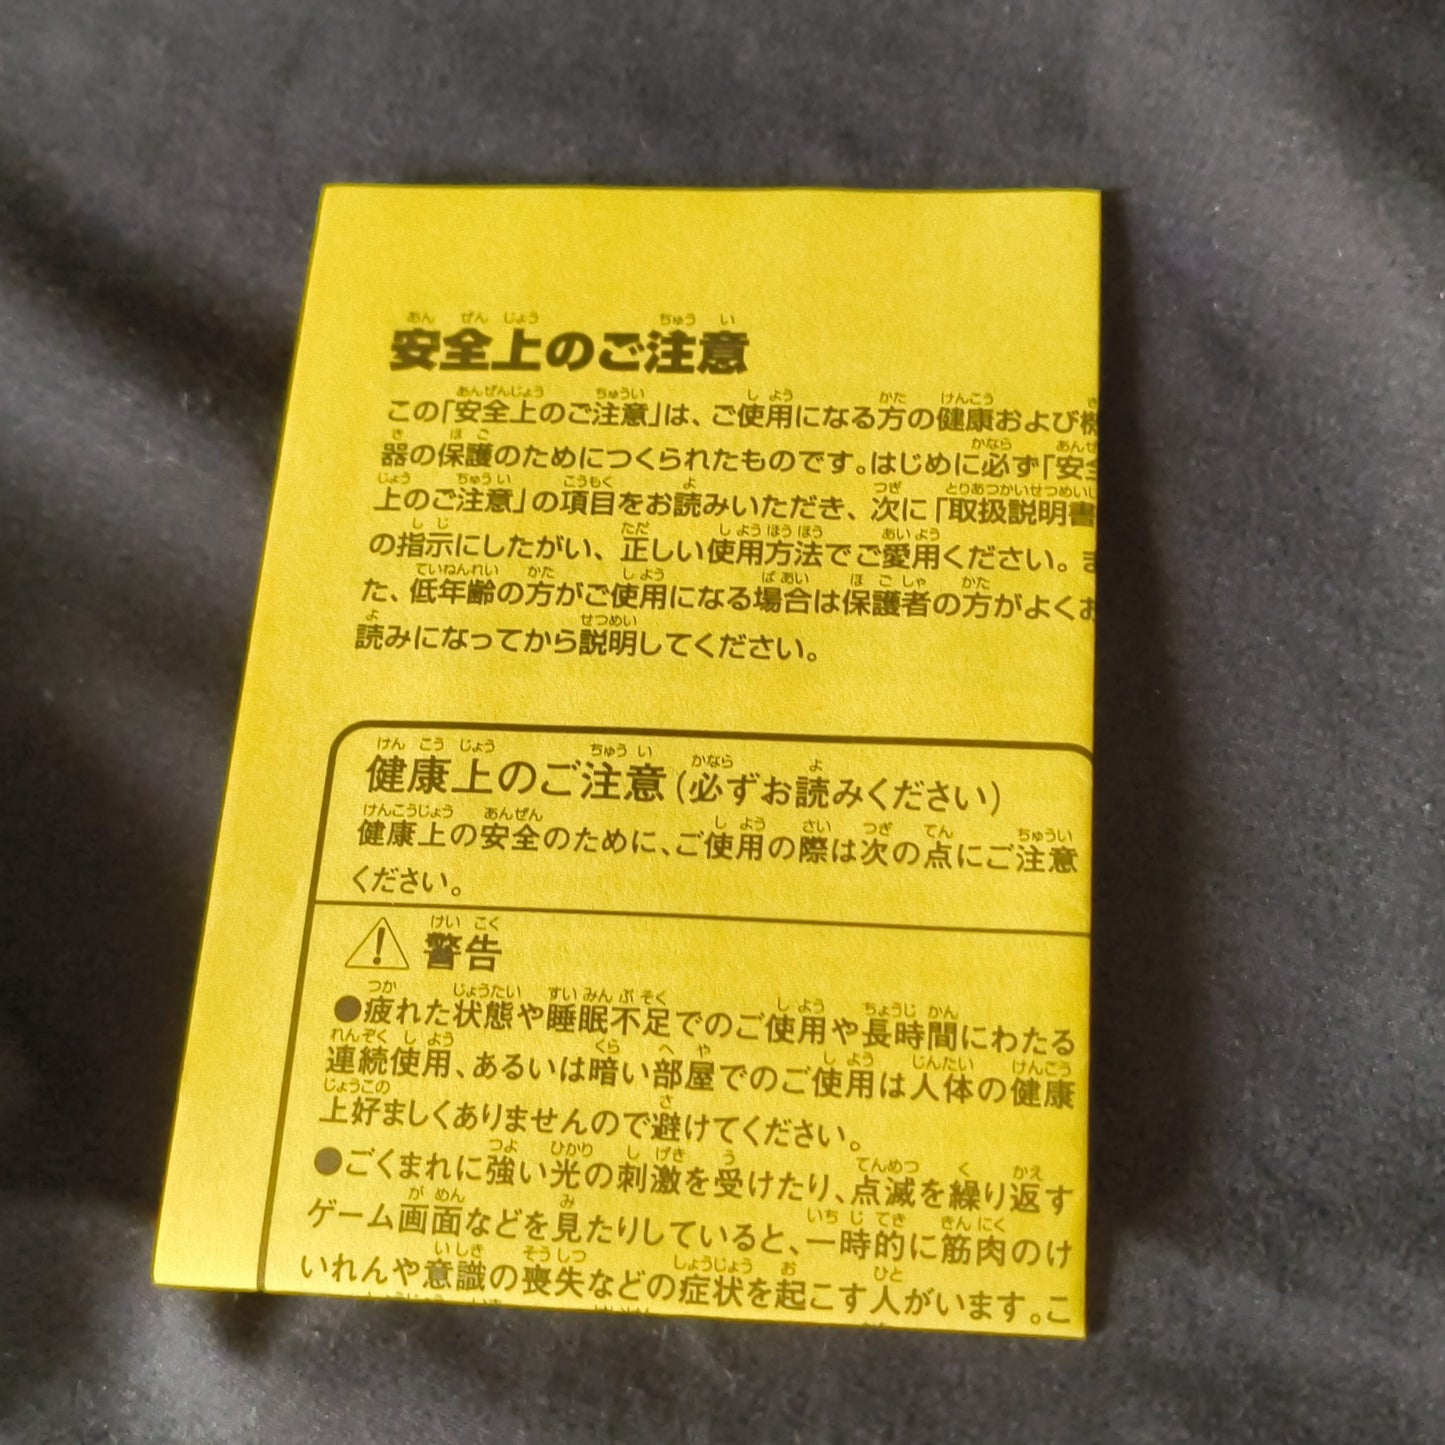 安全上のご注意
この「安全上のご注意」は、ご使用になる方の健康および機
器の保護のためにつくられたものです。はじめに必ず「安全
上のご注意」の項目をお読みいただき、次に「取扱説明書
の指示にしたがい、正しい使用方法でご愛用ください。ま
た、低年齢の方がご使用になる場合は保護者の方がよくお
読みになってから説明してください。
健康上のご注意(必ずお読みください)
健康上の安全のために、ご使用の際は次の点にご注意
ください。
警告
●疲れた状態や睡眠不足でのご使用や長時間にわたる
連続使用、あるいは暗い部屋でのご使用は人体の健康
上好ましくありませんので避けてください。
●ごくまれに強い光の刺激を受けたり、点滅を繰り返す
ゲーム画面などを見たりしていると、一時的に筋肉のけ
いれんや意識の喪失などの症状を起こす人がいます。こ